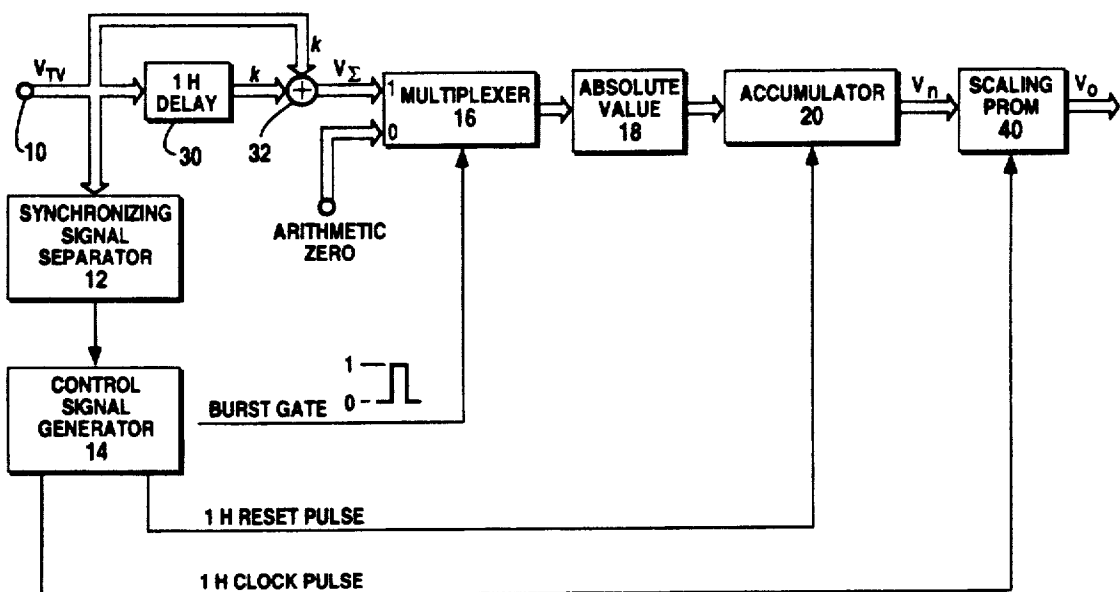 V_TV
10
1 H
DELAY
30
k
k
+
32
V_Σ
1
0
MULTIPLEXER
16
ARITHMETIC
ZERO
ABSOLUTE
VALUE
18
ACCUMULATOR
20
V_n
SCALING
PROM
40
V_o
SYNCHRONIZING
SIGNAL
SEPARATOR
12
CONTROL
SIGNAL
GENERATOR
14
BURST GATE
1
0
1 H RESET PULSE
1 H CLOCK PULSE